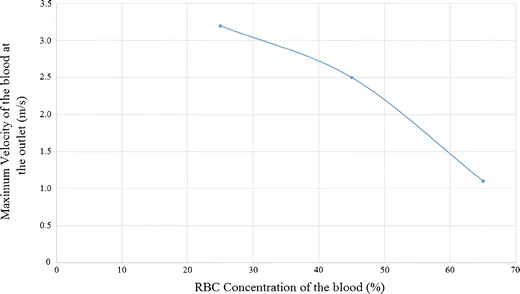 Maximum Velocity of the blood at
the outlet (m/s)
3.5
3.0
2.5
2.0
1.5
1.0
0.5
0
0 10 20 30 40 50 60 70
RBC Concentration of the blood (%)